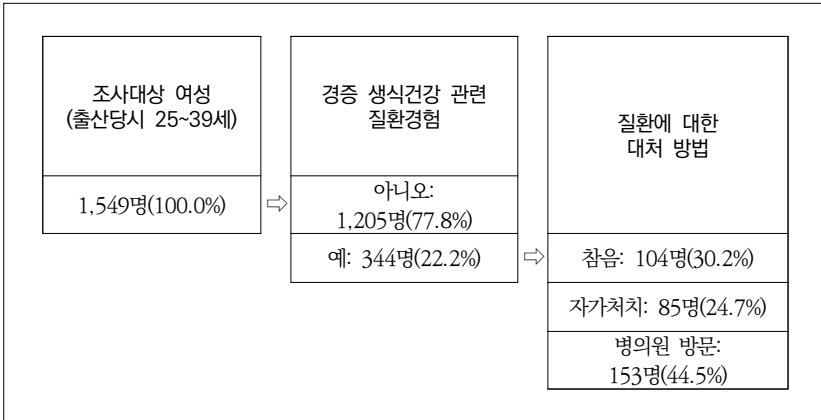 조사대상 여성
(출산당시 25~39세)
1,549명(100.0%)
⇨
경증 생식건강 관련
질환경험
아니오:
1,205명(77.8%)
예: 344명(22.2%)
⇨
질환에 대한
대처 방법
참음: 104명(30.2%)
자가처치: 85명(24.7%)
병의원 방문:
153명(44.5%)